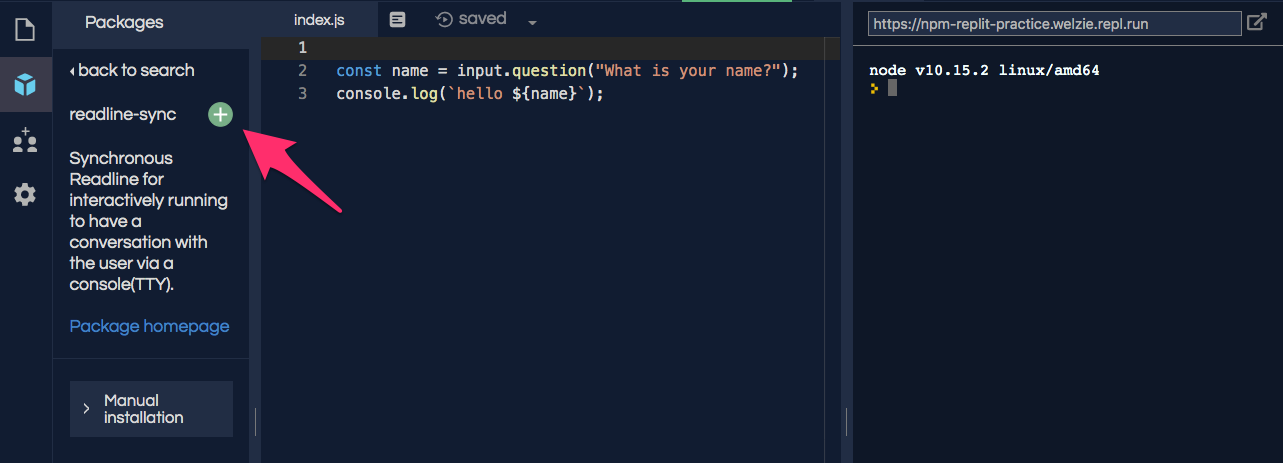 Packages
back to search
readline-sync
Synchronous
Readline for
interactively running
to have a
conversation with
the user via a
console(TTY).
Package homepage
Manual
installation
index.js
saved
1
2 const name = input.question("What is your name?");
3 console.log(`hello ${name}`);
https://npm-replit-practice.welzie.repl.run
node v10.15.2 linux/amd64